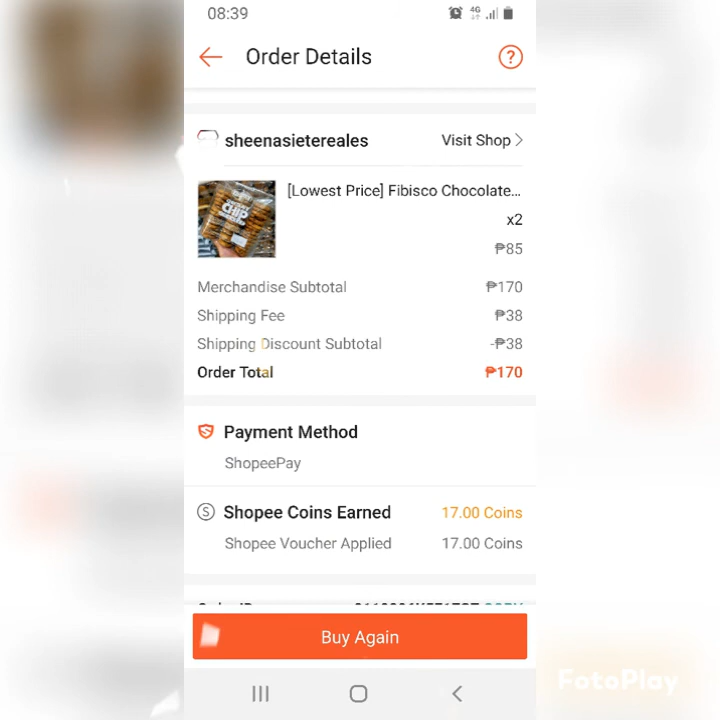 08:39
4G
Order Details
?
sheenasietereales
Visit Shop >
[Lowest Price] Fibisco Chocolate...
x2
CHIP
₱85
Merchandise Subtotal ₱170
Shipping Fee ₱38
Shipping Discount Subtotal -₱38
Order Total ₱170
Payment Method
ShopeePay
S Shopee Coins Earned 17.00 Coins
Shopee Voucher Applied 17.00 Coins
Buy Again
FotoPlay